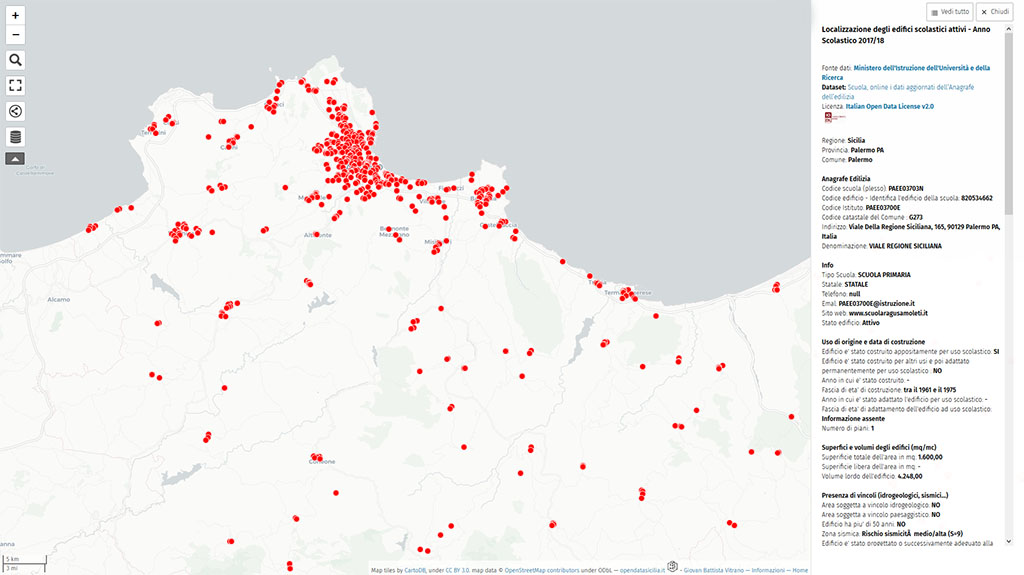 +
−
Vedi tutto
✕ Chiudi
Localizzazione degli edifici scolastici attivi - Anno
Scolastico 2017/18
Fonte dati: Ministero dell'Istruzione dell'Università e della
Ricerca
Dataset: Scuola, online i dati aggiornati dell'Anagrafe
dell'edilizia
Licenza: Italian Open Data License v2.0
Regione: Sicilia
Provincia: Palermo PA
Comune: Palermo
Anagrafe Edilizia
Codice scuola (plesso): PAEE03703N
Codice edificio - identifica l'edificio della scuola: 820534662
Codice Istituto: PAEE03700E
Codice catastale del Comune : G273
Indirizzo: Viale Della Regione Siciliana, 165, 90129 Palermo PA,
Italia
Denominazione: VIALE REGIONE SICILIANA
Info
Tipo Scuola: SCUOLA PRIMARIA
Statale: STATALE
Telefono: null
Emai: PAEE03700E@istruzione.it
Sito web: www.scuolaragusamoleti.it
Stato edificio: Attivo
Uso di origine e data di costruzione
Edificio e' stato costruito appositamente per uso scolastico: SI
Edificio e' stato costruito per altri usi e poi adattato
permanentemente per uso scolastico : NO
Anno in cui e' stato costruito: -
Fascia di eta' di costruzione: tra il 1961 e il 1975
Anno in cui e' stato adattato l'edificio per uso scolastico: -
Fascia di eta' di adattamento dell'edificio ad uso scolastico:
Informazione assente
Numero di piani: 1
Superfici e volumi degli edifici (mq/mc)
Superficie totale dell'area in mq: 1.600,00
Superficie libera dell'area in mq: -
Volume lordo dell'edificio: 4.248,00
Presenza di vincoli (idrogeologici, sismici...)
Area soggetta a vincolo idrogeologico: NO
Area soggetta a vincolo paesaggistico: NO
Edificio ha piu' di 50 anni: NO
Zona sismica: Rischio sismicitÃ medio/alta (S=9)
Edificio e' stato progettato o successivamente adeguato alla
Golfo di
Castellammare
Alcamo
Corleone
5 km
3 mi
Map tiles by CartoDB, under CC BY 3.0. map data © OpenStreetMap contributors under ODbL — opendatasicilia.it - Giovan Battista Vitrano — Informazioni — Home